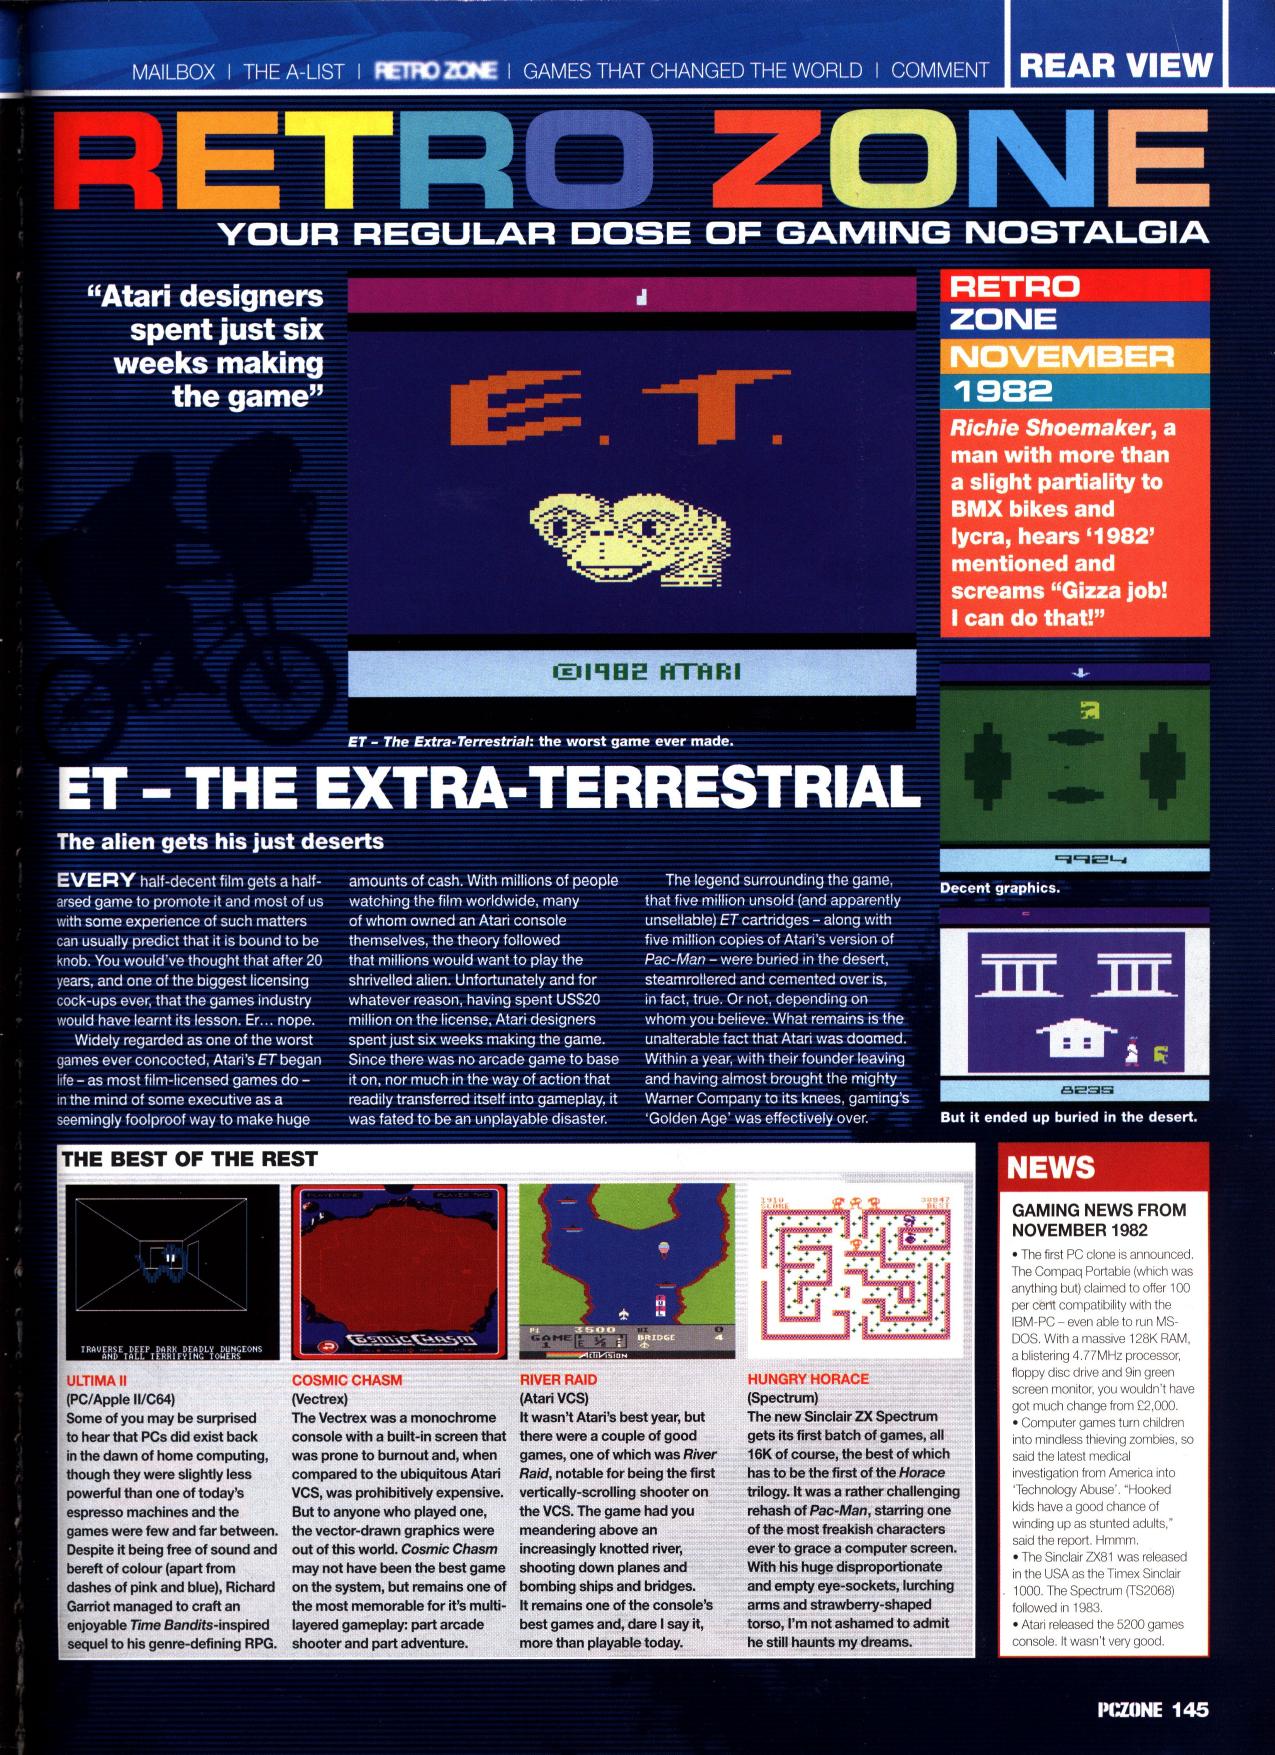 MAILBOX | THE A-LIST | RETRO ZONE | GAMES THAT CHANGED THE WORLD | COMMENT
REAR VIEW
RETRO ZONE
YOUR REGULAR DOSE OF GAMING NOSTALGIA
“Atari designers
spent just six
weeks making
the game”
E.T.
©1982 ATARI
ET – The Extra-Terrestrial: the worst game ever made.
RETRO
ZONE
NOVEMBER
1982
Richie Shoemaker, a
man with more than
a slight partiality to
BMX bikes and
lycra, hears ‘1982’
mentioned and
screams “Gizza job!
I can do that!”
9924
Decent graphics.
8235
But it ended up buried in the desert.
ET – THE EXTRA-TERRESTRIAL
The alien gets his just deserts
EVERY half-decent film gets a half-
arsed game to promote it and most of us
with some experience of such matters
can usually predict that it is bound to be
knob. You would’ve thought that after 20
years, and one of the biggest licensing
cock-ups ever, that the games industry
would have learnt its lesson. Er... nope.
Widely regarded as one of the worst
games ever concocted, Atari’s ET began
life – as most film-licensed games do –
in the mind of some executive as a
seemingly foolproof way to make huge
amounts of cash. With millions of people
watching the film worldwide, many
of whom owned an Atari console
themselves, the theory followed
that millions would want to play the
shrivelled alien. Unfortunately and for
whatever reason, having spent US$20
million on the license, Atari designers
spent just six weeks making the game.
Since there was no arcade game to base
it on, nor much in the way of action that
readily transferred itself into gameplay, it
was fated to be an unplayable disaster.
The legend surrounding the game,
that five million unsold (and apparently
unsellable) ET cartridges – along with
five million copies of Atari’s version of
Pac-Man – were buried in the desert,
steamrollered and cemented over is,
in fact, true. Or not, depending on
whom you believe. What remains is the
unalterable fact that Atari was doomed.
Within a year, with their founder leaving
and having almost brought the mighty
Warner Company to its knees, gaming’s
‘Golden Age’ was effectively over.
THE BEST OF THE REST
TRAVERSE DEEP DARK DEADLY DUNGEONS
AND TALL TERRIFYING TOWERS
ULTIMA II
(PC/Apple II/C64)
Some of you may be surprised
to hear that PCs did exist back
in the dawn of home computing,
though they were slightly less
powerful than one of today’s
espresso machines and the
games were few and far between.
Despite it being free of sound and
bereft of colour (apart from
dashes of pink and blue), Richard
Garriot managed to craft an
enjoyable Time Bandits-inspired
sequel to his genre-defining RPG.
PLAYER ONE PLAYER TWO
COSMIC CHASM
COSMIC CHASM
(Vectrex)
The Vectrex was a monochrome
console with a built-in screen that
was prone to burnout and, when
compared to the ubiquitous Atari
VCS, was prohibitively expensive.
But to anyone who played one,
the vector-drawn graphics were
out of this world. Cosmic Chasm
may not have been the best game
on the system, but remains one of
the most memorable for it’s multi-
layered gameplay: part arcade
shooter and part adventure.
P1 3500 HI 0
GAME 1 E ½ F BRIDGE 4
ACTIVISION
RIVER RAID
(Atari VCS)
It wasn’t Atari’s best year, but
there were a couple of good
games, one of which was River
Raid, notable for being the first
vertically-scrolling shooter on
the VCS. The game had you
meandering above an
increasingly knotted river,
shooting down planes and
bombing ships and bridges.
It remains one of the console’s
best games and, dare I say it,
more than playable today.
1910 30847
SCORE BEST
HUNGRY HORACE
(Spectrum)
The new Sinclair ZX Spectrum
gets its first batch of games, all
16K of course, the best of which
has to be the first of the Horace
trilogy. It was a rather challenging
rehash of Pac-Man, starring one
of the most freakish characters
ever to grace a computer screen.
With his huge disproportionate
and empty eye-sockets, lurching
arms and strawberry-shaped
torso, I’m not ashamed to admit
he still haunts my dreams.
NEWS
GAMING NEWS FROM
NOVEMBER 1982
• The first PC clone is announced.
The Compaq Portable (which was
anything but) claimed to offer 100
per cent compatibility with the
IBM-PC – even able to run MS-
DOS. With a massive 128K RAM,
a blistering 4.77MHz processor,
floppy disc drive and 9in green
screen monitor, you wouldn’t have
got much change from £2,000.
• Computer games turn children
into mindless thieving zombies, so
said the latest medical
investigation from America into
‘Technology Abuse’. “Hooked
kids have a good chance of
winding up as stunted adults,”
said the report. Hmmm.
• The Sinclair ZX81 was released
in the USA as the Timex Sinclair
1000. The Spectrum (TS2068)
followed in 1983.
• Atari released the 5200 games
console. It wasn’t very good.
PCZONE 145